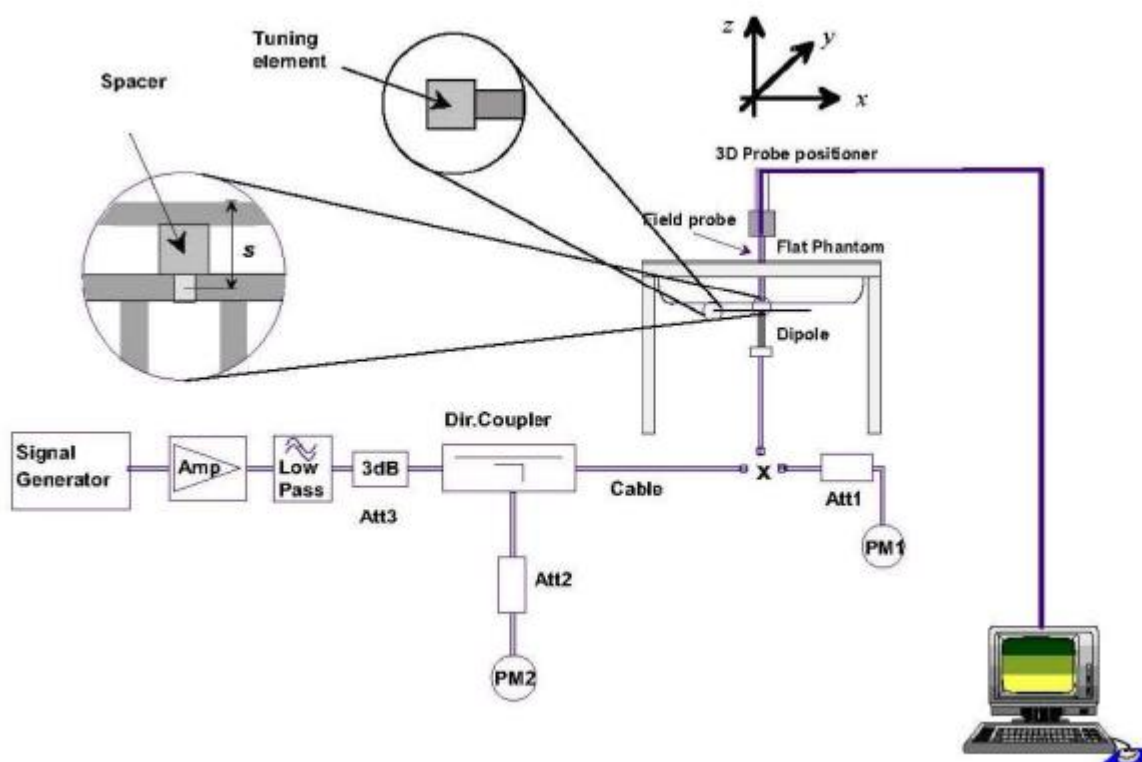 Tuning
element
Spacer
z
y
x
3D Probe positioner
Field probe
Flat Phantom
s
Dipole
Dir.Coupler
Signal
Generator
Amp
Low
Pass
3dB
Att3
Cable
X
Att1
PM1
Att2
PM2